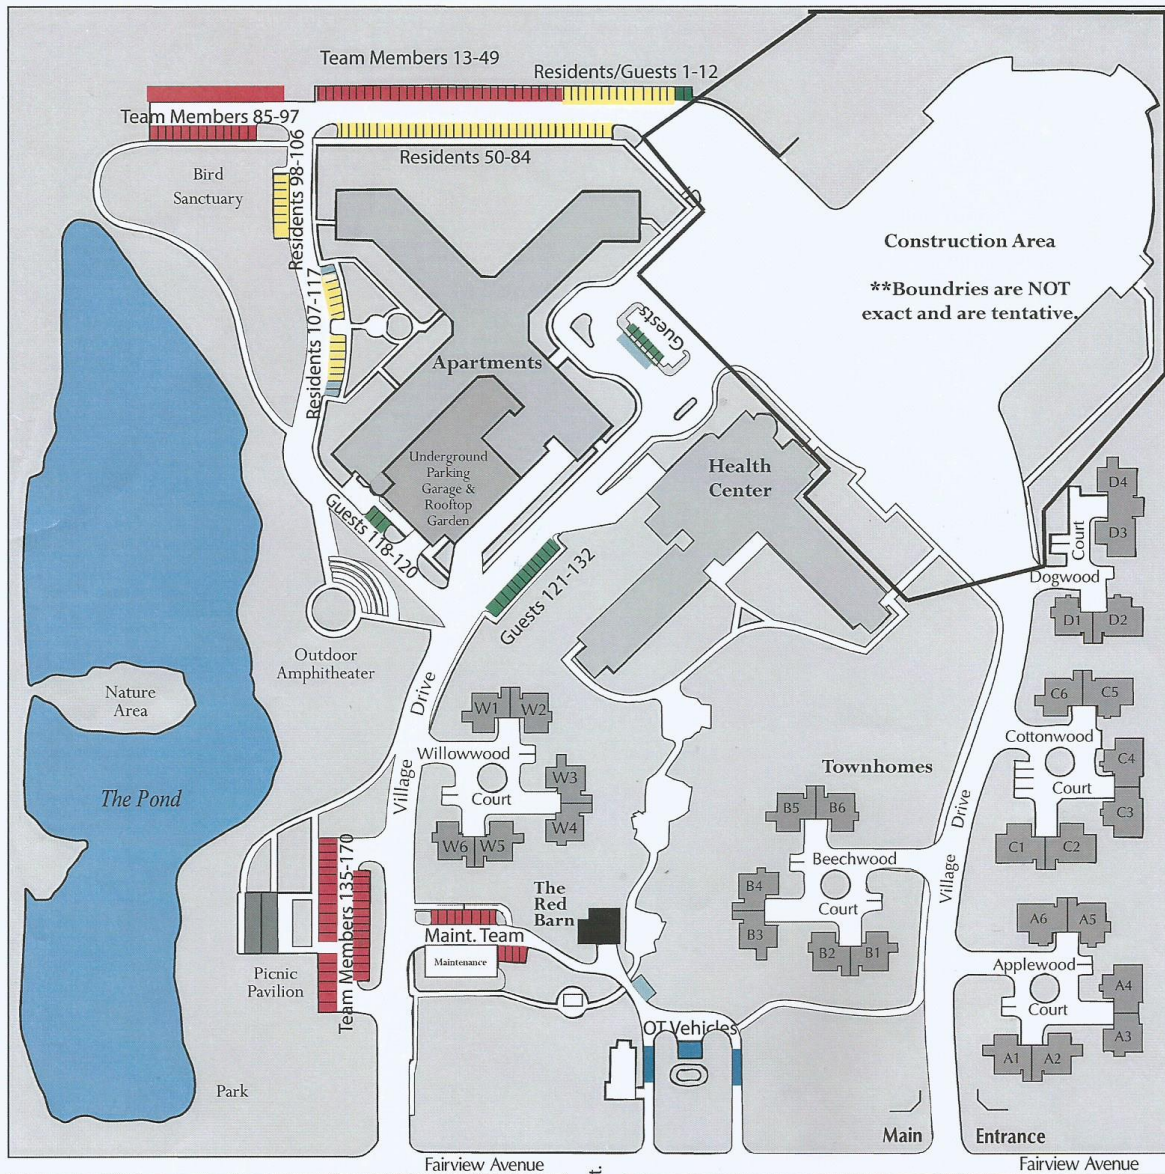 Team Members 13-49
Residents/Guests 1-12
Team Members 85-97
Residents 50-84
Residents 98-106
Bird
Sanctuary
Construction Area
**Boundries are NOT
exact and are tentative.
Residents 107-117
Guests
Apartments
Underground
Parking
Garage &
Rooftop
Garden
Health
Center
Guests 118-120
Guests 121-132
D4
D3
Court
Dogwood
D1
D2
Outdoor
Amphitheater
Nature
Area
Drive
W1
W2
C6
C5
Willowwood
Cottonwood
Village
W3
Court
W4
W6
W5
Townhomes
C4
Court
C3
C1
C2
The Pond
B5
B6
Drive
Beechwood
Village
B4
Court
B3
B2
B1
The
Red
Barn
Team Members 135-170
Maint. Team
Maintenance
Picnic
Pavilion
A6
A5
Applewood
A4
Court
A3
A1
A2
OT Vehicles
Park
Main
Entrance
Fairview Avenue
t.
Fairview Avenue